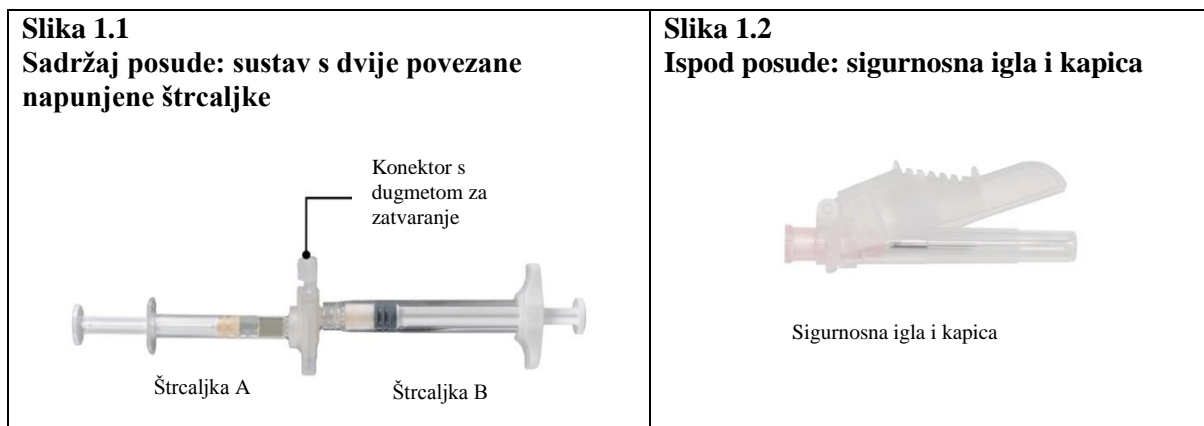 Slika 1.1
Sadržaj posude: sustav s dvije povezane
napunjene štrcaljke
Konektor s
dugmetom za
zatvaranje
Štrcaljka A
Štrcaljka B
Slika 1.2
Ispod posude: sigurnosna igla i kapica
Sigurnosna igla i kapica